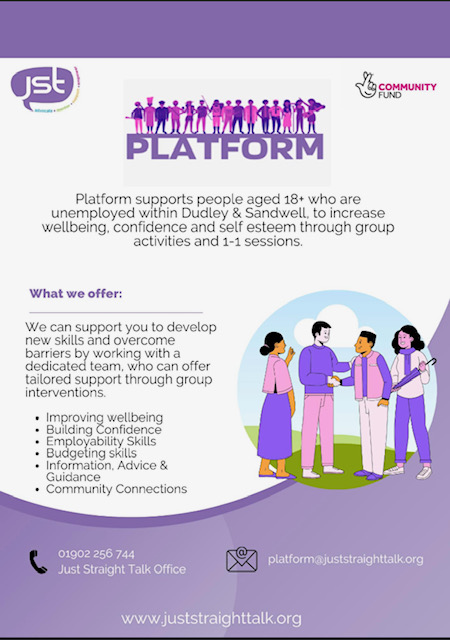 jst
COMMUNITY
FUND
PLATFORM
Platform supports people aged 18+ who are
unemployed within Dudley & Sandwell, to increase
wellbeing, confidence and self esteem through group
activities and 1-1 sessions.
What we offer:
We can support you to develop
new skills and overcome
barriers by working with a
dedicated team, who can offer
tailored support through group
interventions.
• Improving wellbeing
• Building Confidence
• Employability Skills
• Budgeting skills
• Information, Advice &
Guidance
• Community Connections
01902 256 744
Just Straight Talk Office
platform@juststraighttalk.org
www.juststraighttalk.org